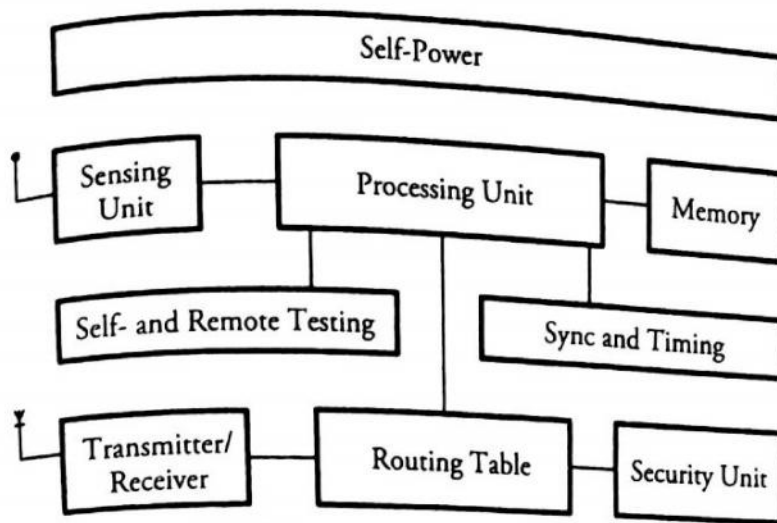 Self-Power
Sensing
Unit
Processing Unit
Memory
Self- and Remote Testing
Sync and Timing
Transmitter/
Receiver
Routing Table
Security Unit